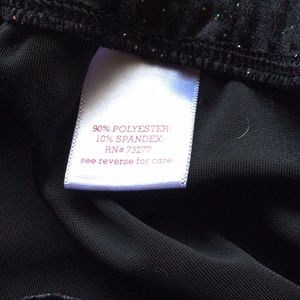 90% POLYESTER
10% SPANDEX
RN# 73277
see reverse for care